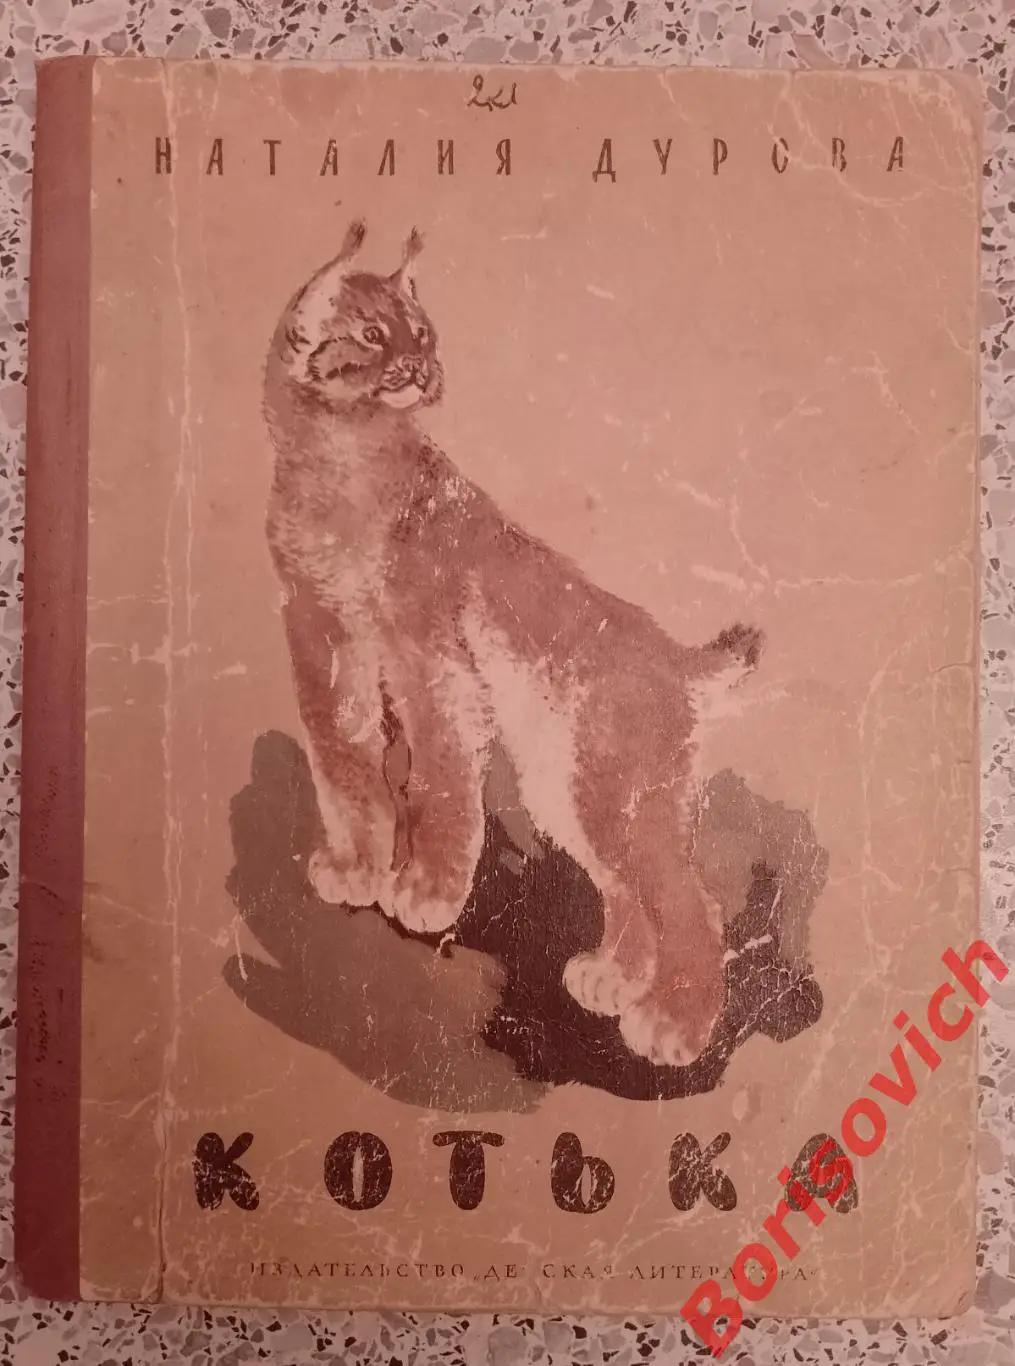 2кл
НАТАЛИЯ ДУРОВА
КОТЬКА
ИЗДАТЕЛЬСТВО „ДЕТСКАЯ ЛИТЕРАТУРА“
Borisovich